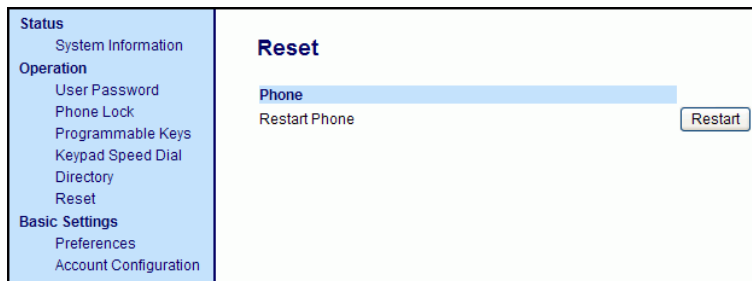 Status
System Information
Operation
User Password
Phone Lock
Programmable Keys
Keypad Speed Dial
Directory
Reset
Basic Settings
Preferences
Account Configuration
Reset
Phone
Restart Phone
Restart